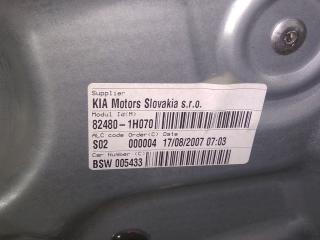 Supplier
KIA Motors Slovakia s.r.o.
Modul Id(M)
82480-1H070
ALC code Order(C) Date
S02 000004 17/08/2007 07:03
Car Number (C)
BSW 005433